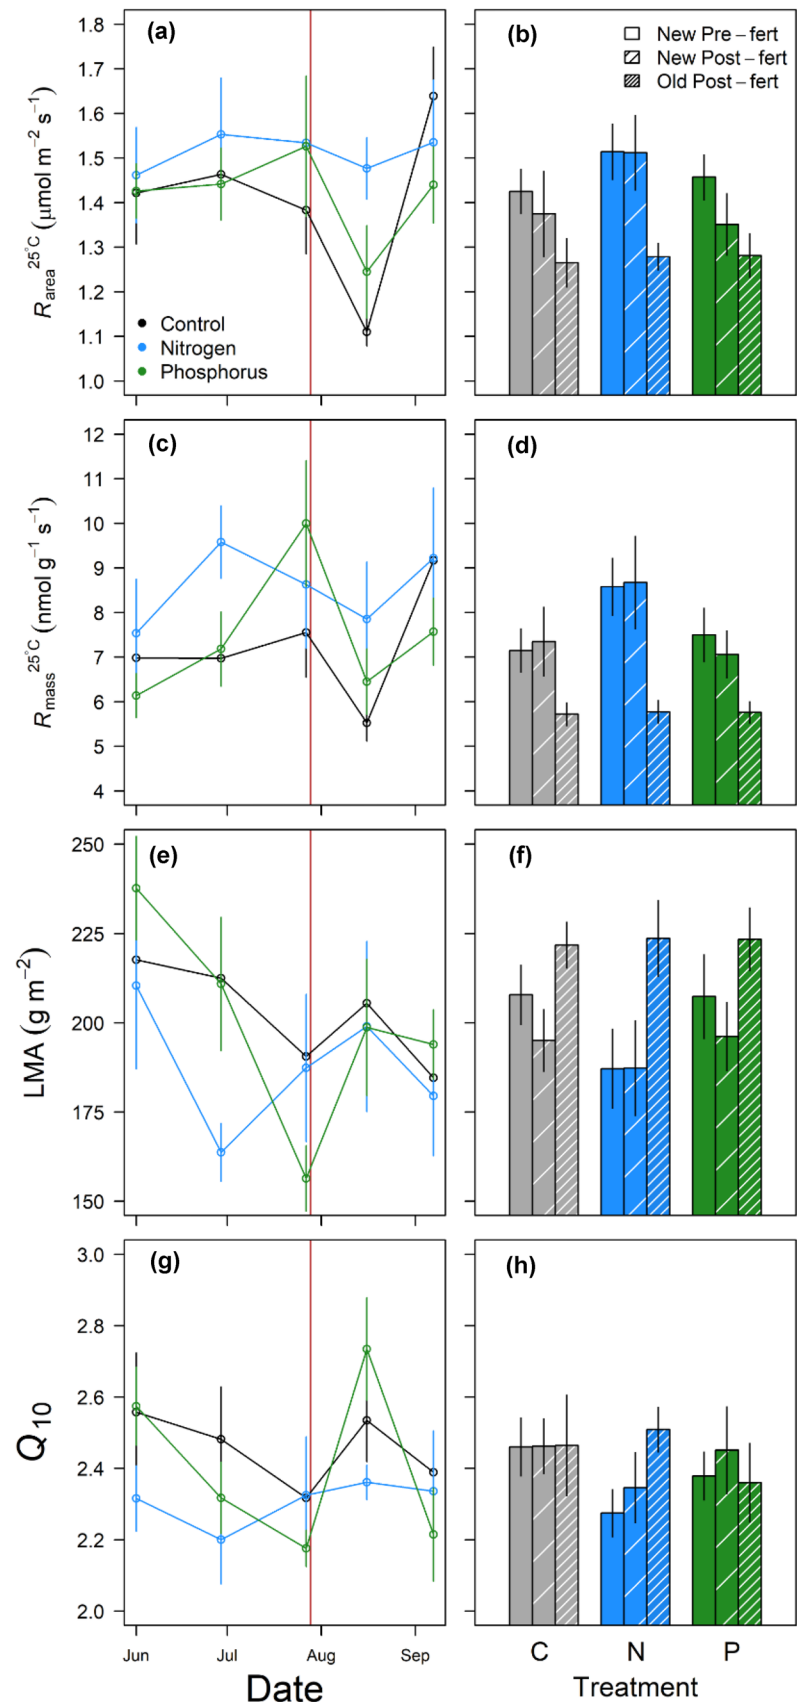 (a)
R area 25°C (μmol m−2 s−1)
1.8
1.7
1.6
1.5
1.4
1.3
1.2
1.1
1.0
Control
Nitrogen
Phosphorus
(b)
New Pre − fert
New Post − fert
Old Post − fert
(c)
R mass 25°C (nmol g−1 s−1)
12
11
10
9
8
7
6
5
4
(d)
(e)
LMA (g m−2)
250
225
200
175
150
(f)
(g)
Q10
3.0
2.8
2.6
2.4
2.2
2.0
Jun Jul Aug Sep
Date
(h)
C N P
Treatment